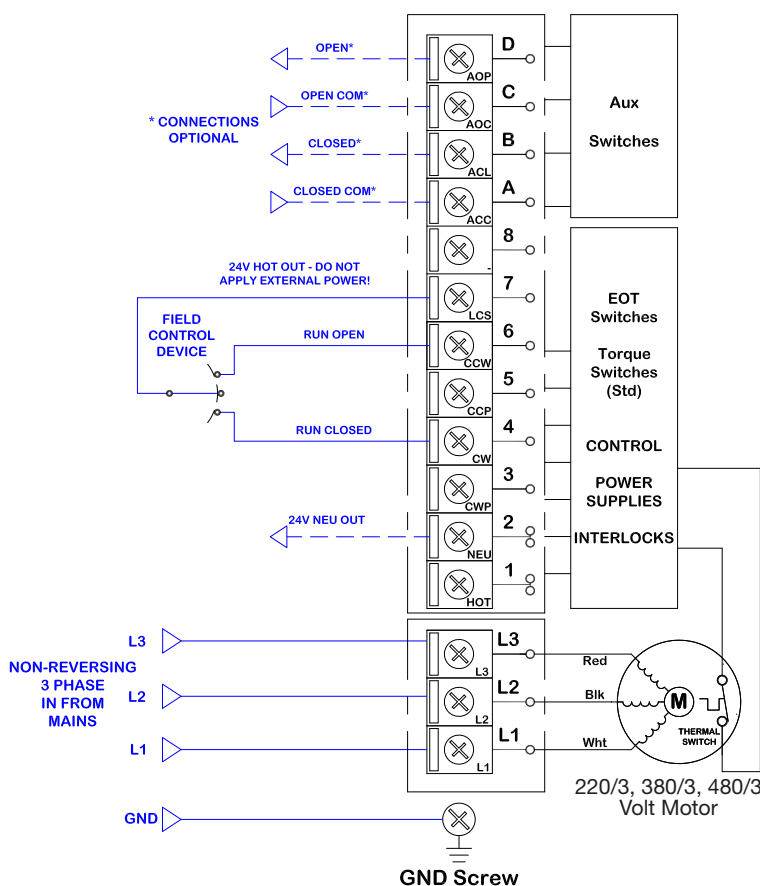 OPEN*
D
AOP
OPEN COM*
C
AOC
Aux
Switches
* CONNECTIONS
OPTIONAL
CLOSED*
B
ACL
CLOSED COM*
A
ACC
8
-
24V HOT OUT - DO NOT
APPLY EXTERNAL POWER!
7
LCS
EOT
Switches
FIELD
CONTROL
DEVICE
RUN OPEN
6
CCW
Torque
Switches
(Std)
5
CCP
RUN CLOSED
4
CW
CONTROL
3
CWP
POWER
SUPPLIES
24V NEU OUT
2
NEU
INTERLOCKS
1
HOT
L3
L3
L3
Red
NON-REVERSING
3 PHASE
IN FROM
MAINS
L2
L2
L2
Blk
M
THERMAL
SWITCH
L1
L1
L1
Wht
220/3, 380/3, 480/3
Volt Motor
GND
GND Screw